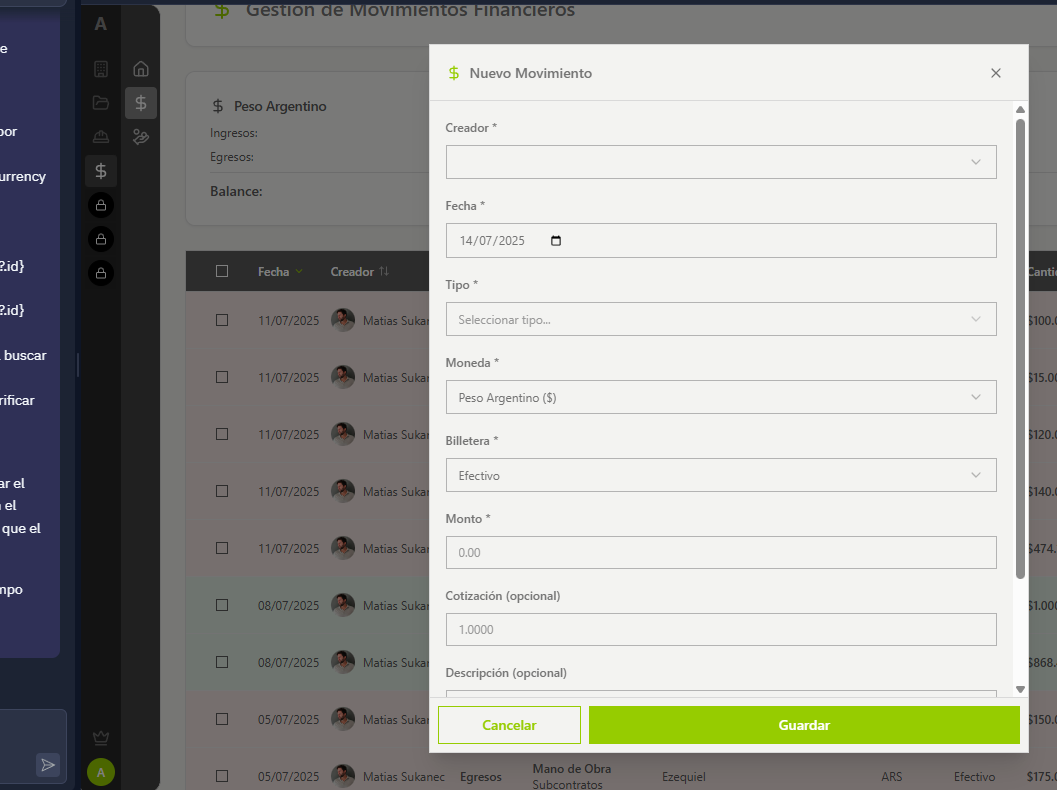 e
por
urrency
?.id}
?.id}
buscar
rificar
ar el
el
que el
mpo
A
A
$ Gestión de Movimientos Financieros
$ Peso Argentino
Ingresos:
Egresos:
Balance:
Fecha
Creador
Canti
11/07/2025 Matias Sukan
$100.0
11/07/2025 Matias Sukan
$15.00
11/07/2025 Matias Sukan
$120.0
11/07/2025 Matias Sukan
$140.0
11/07/2025 Matias Sukan
$474.
08/07/2025 Matias Sukan
$1.000
08/07/2025 Matias Sukan
$868.
05/07/2025 Matias Sukan
$150.0
05/07/2025 Matias Sukanec Egresos Mano de Obra Ezequiel ARS Efectivo $175.0
Subcontratos
$ Nuevo Movimiento
Creador *
Fecha *
14/07/2025
Tipo *
Seleccionar tipo...
Moneda *
Peso Argentino ($)
Billetera *
Efectivo
Monto *
0.00
Cotización (opcional)
1.0000
Descripción (opcional)
Cancelar
Guardar